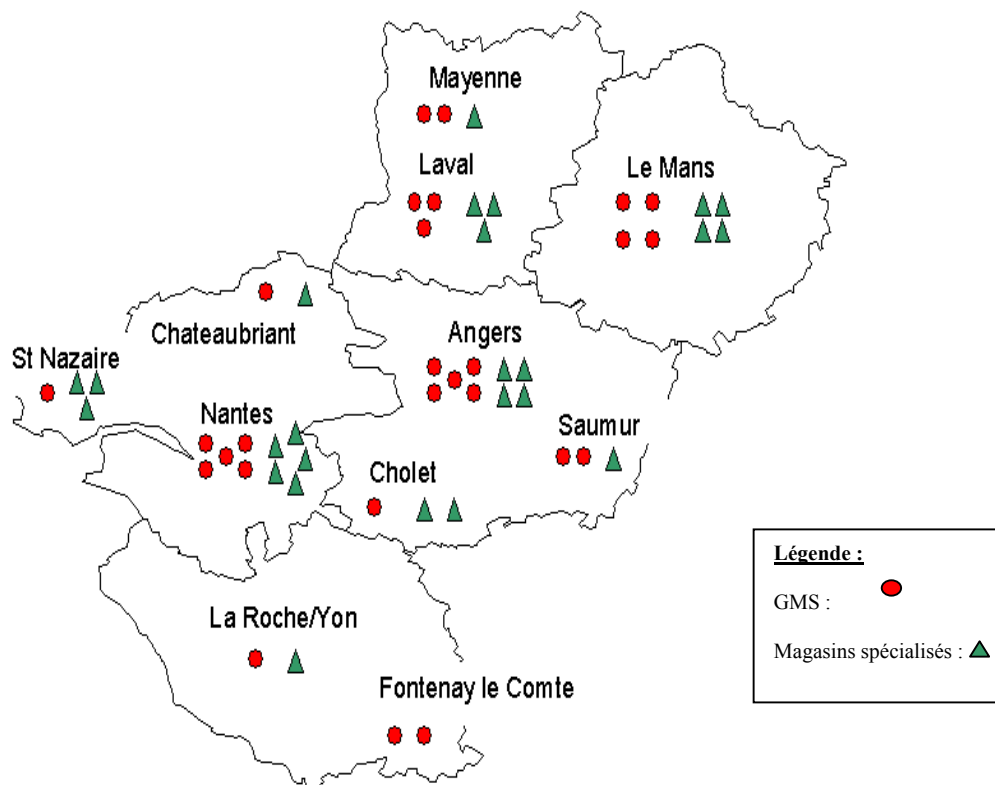 Mayenne
Laval
Le Mans
Chateaubriant
Angers
St Nazaire
Nantes
Saumur
Cholet
La Roche/Yon
Fontenay le Comte
Légende :
GMS :
Magasins spécialisés :